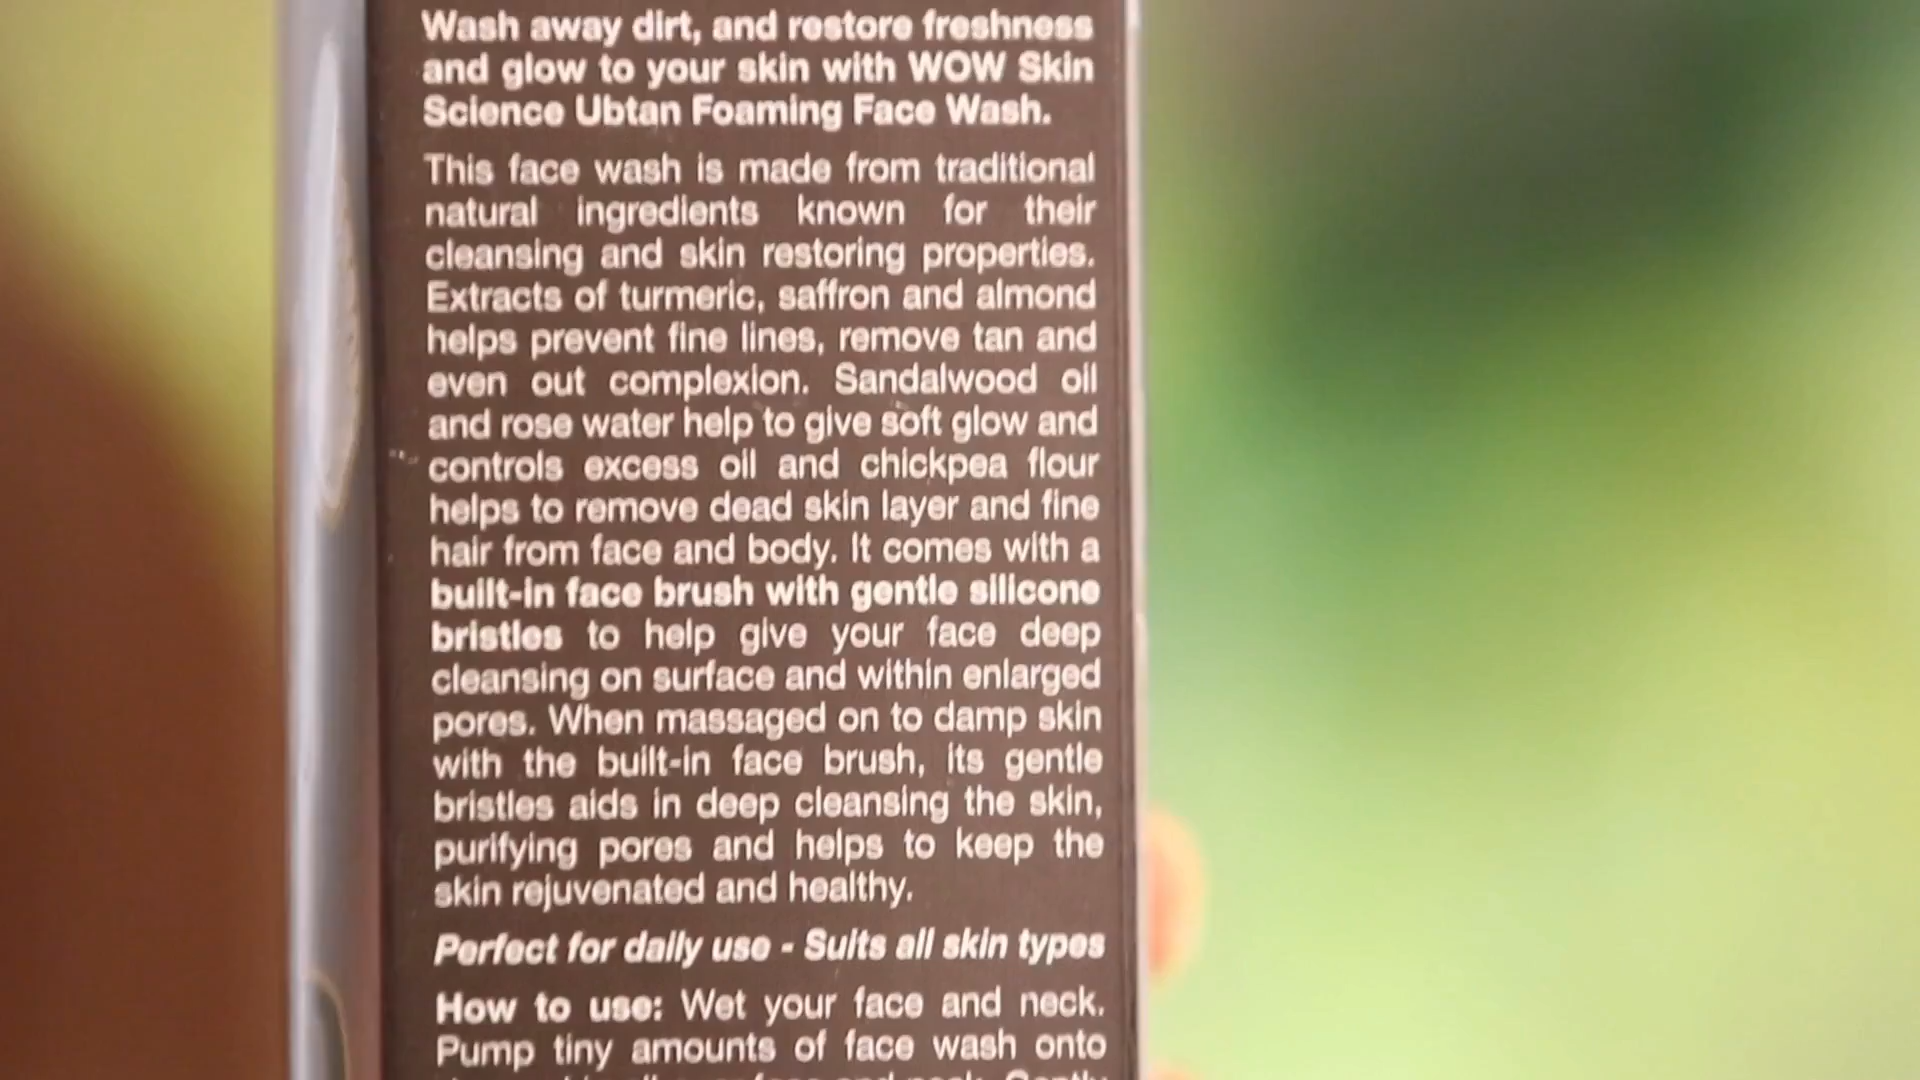 Wash away dirt, and restore freshness
and glow to your skin with WOW Skin
Science Ubtan Foaming Face Wash.
This face wash is made from traditional
natural ingredients known for their
cleansing and skin restoring properties.
Extracts of turmeric, saffron and almond
helps prevent fine lines, remove tan and
even out complexion. Sandalwood oil
and rose water help to give soft glow and
controls excess oil and chickpea flour
helps to remove dead skin layer and fine
hair from face and body. It comes with a
built-in face brush with gentle silicone
bristles to help give your face deep
cleansing on surface and within enlarged
pores. When massaged on to damp skin
with the built-in face brush, its gentle
bristles aids in deep cleansing the skin,
purifying pores and helps to keep the
skin rejuvenated and healthy.
Perfect for daily use - Suits all skin types
How to use: Wet your face and neck.
Pump tiny amounts of face wash onto
face and neck. Gently